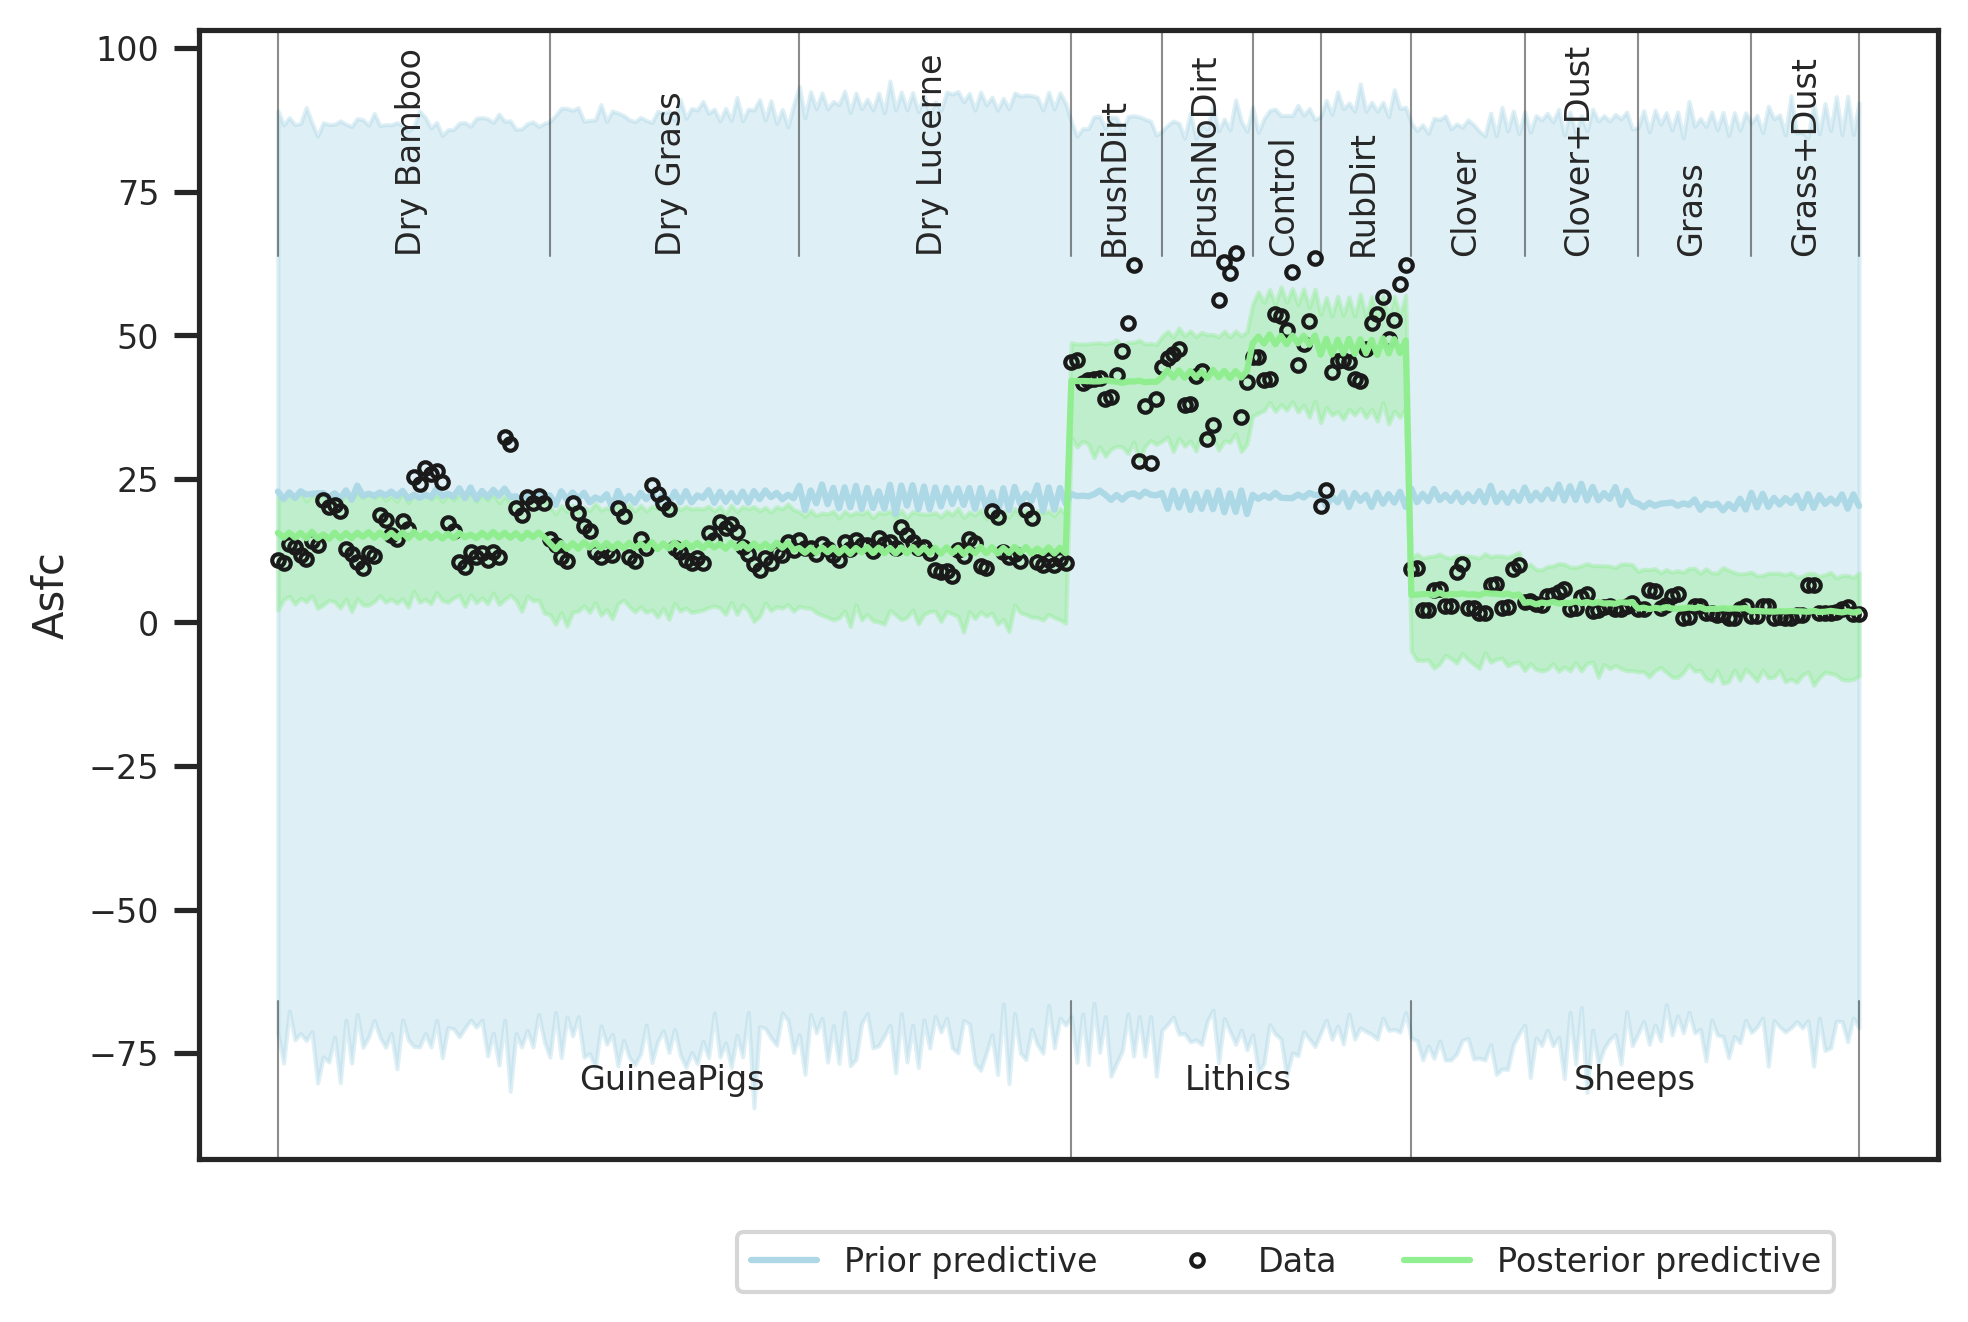 100
75
50
25
0
−25
−50
−75
Asfc
Dry Bamboo
Dry Grass
Dry Lucerne
BrushDirt
BrushNoDirt
Control
RubDirt
Clover
Clover+Dust
Grass
Grass+Dust
GuineaPigs
Lithics
Sheeps
Prior predictive
Data
Posterior predictive